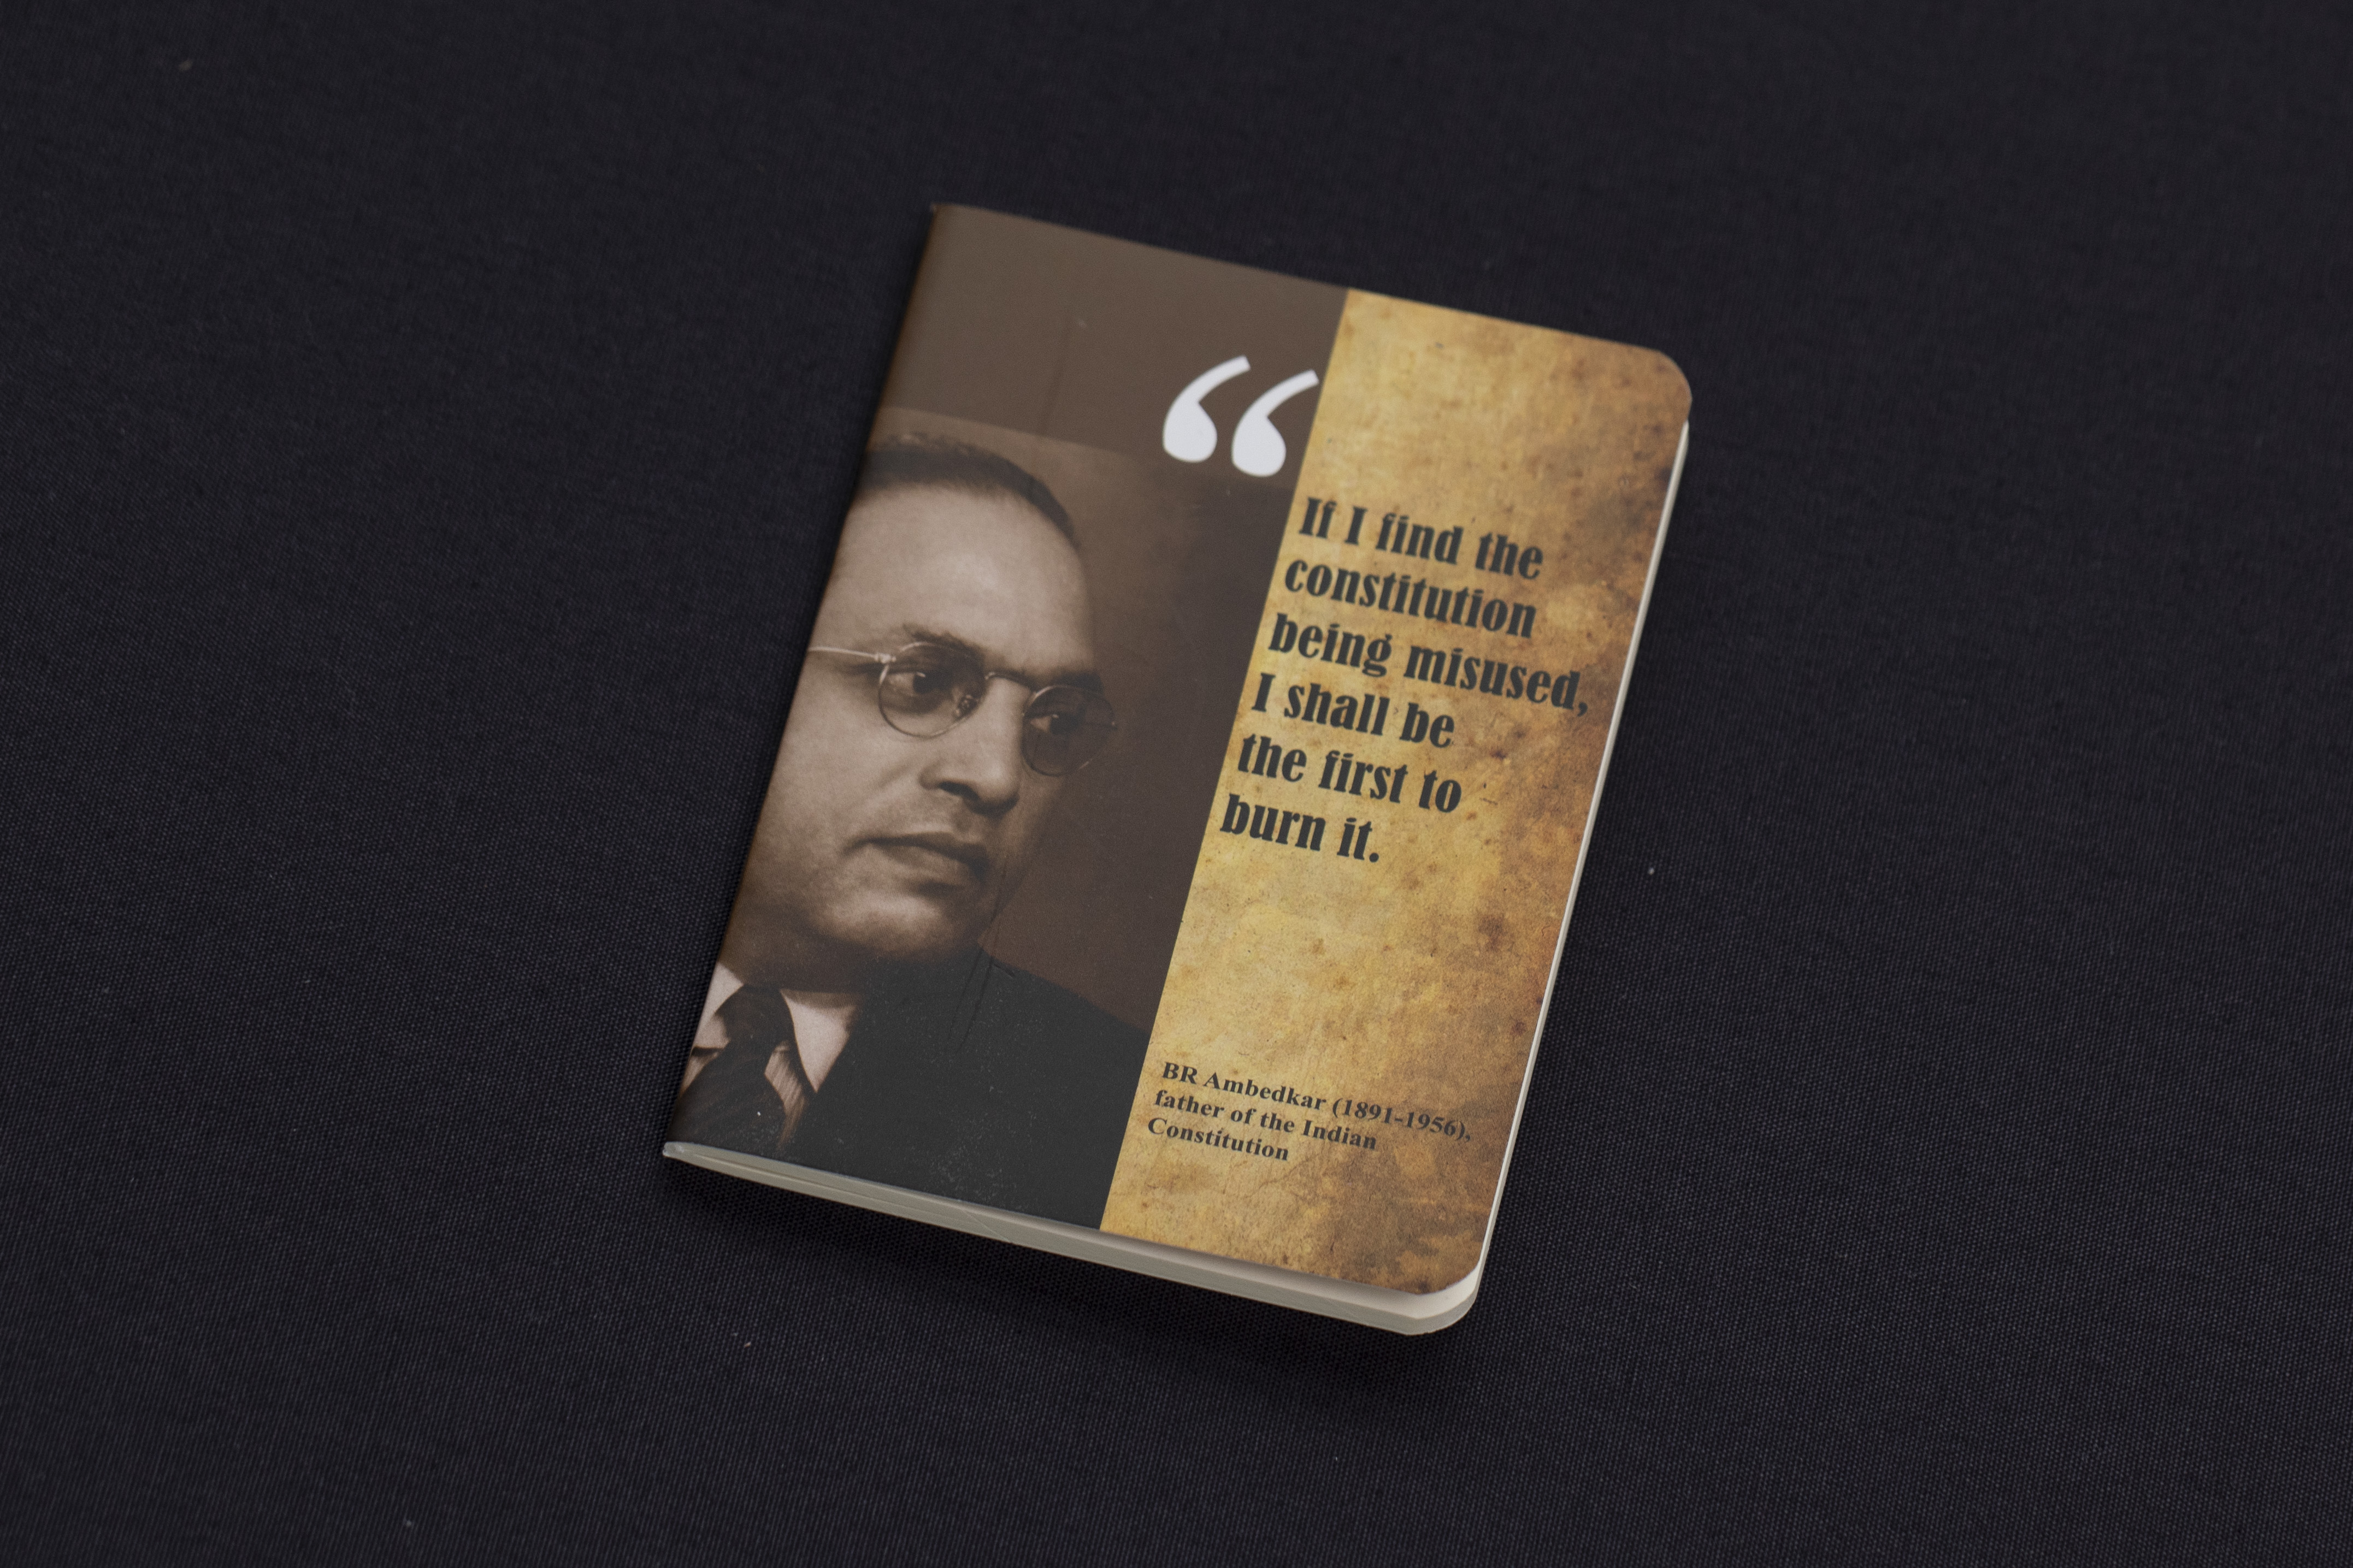 “
If I find the
constitution
being misused,
I shall be
the first to
burn it.
BR Ambedkar (1891-1956),
father of the Indian
Constitution